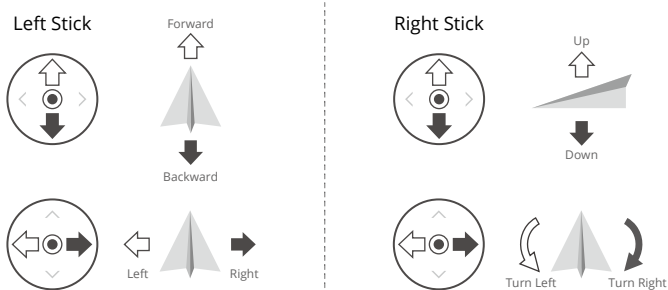 Left Stick
Forward
Backward
Left
Right
Right Stick
Up
Down
Turn Left
Turn Right